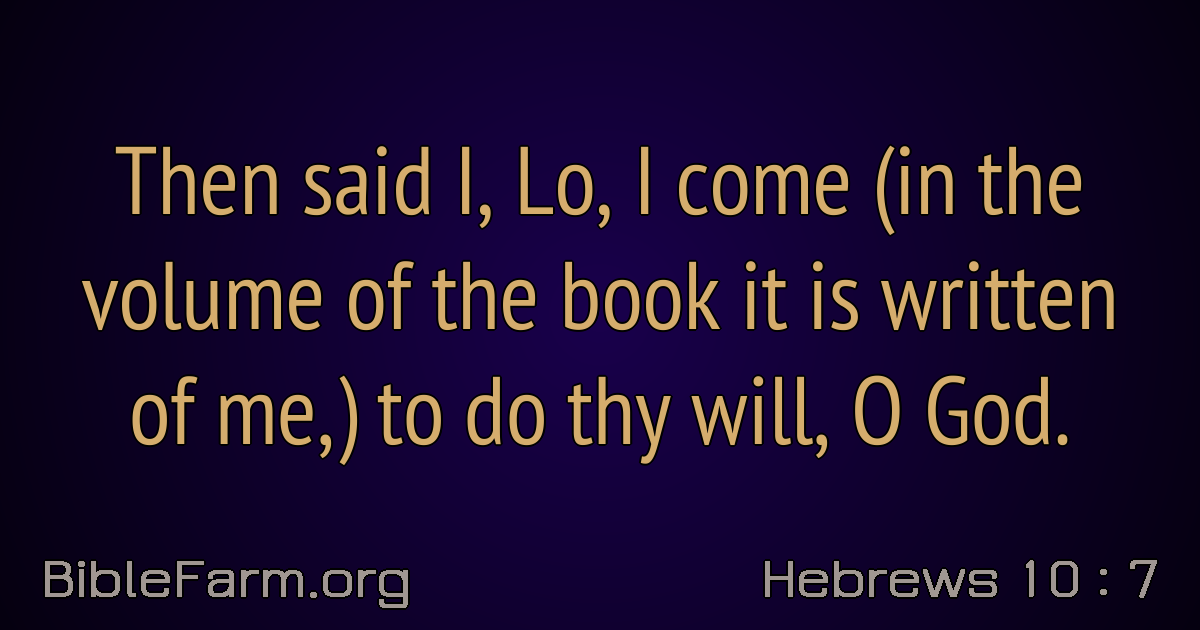 Then said I, Lo, I come (in the
volume of the book it is written
of me,) to do thy will, O God.
BibleFarm.org
Hebrews 10 : 7